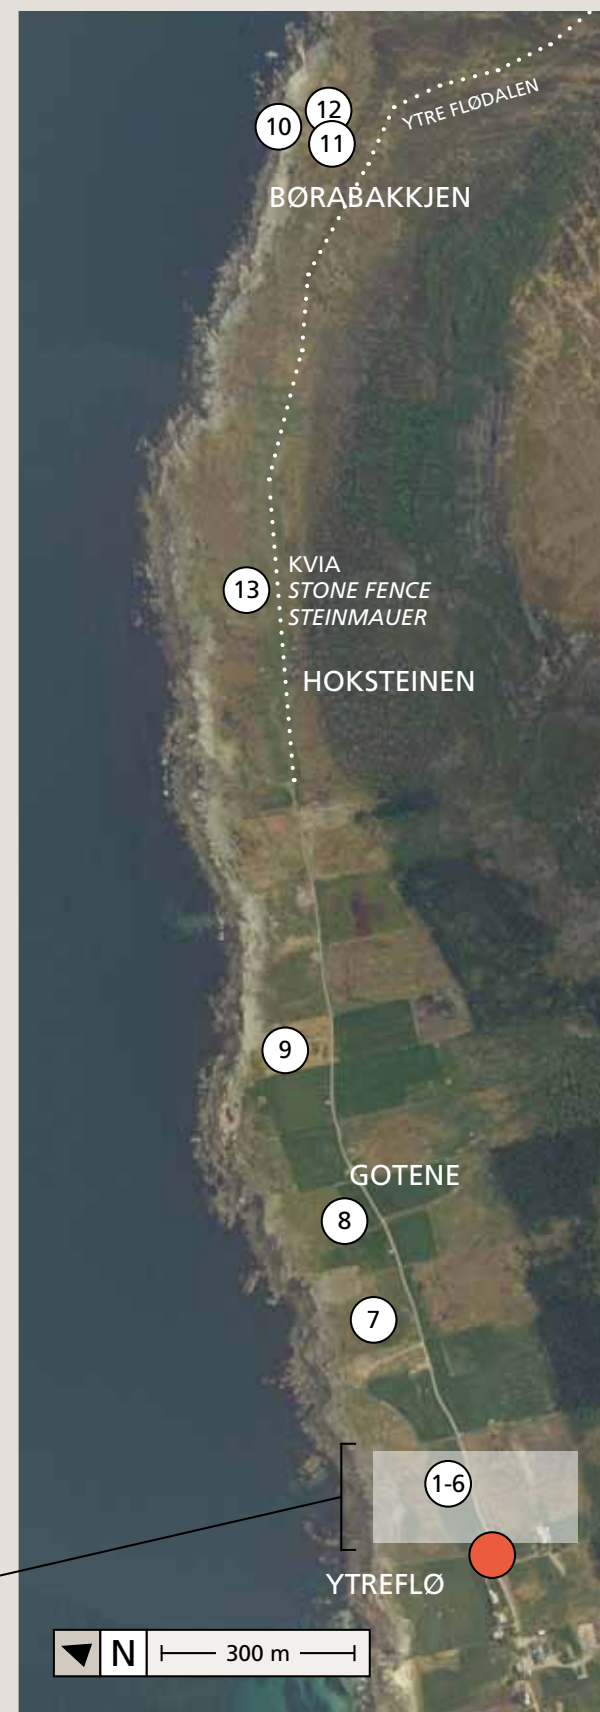 12
10
11
YTRE FLØDALEN
BØRABAKKJEN
13
KVIA
STONE FENCE
STEINMAUER
HOKSTEINEN
9
GOTENE
8
7
1-6
YTREFLØ
N
300 m